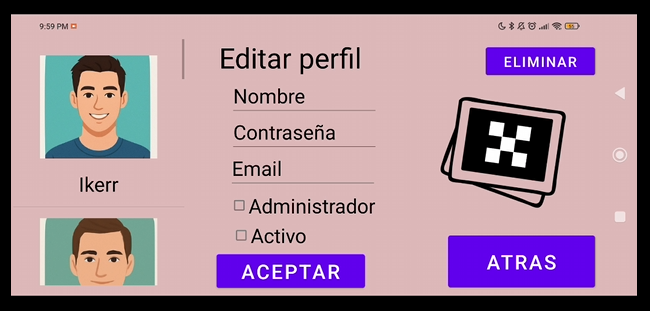 9:59 PM
Editar perfil
ELIMINAR
Nombre
Contraseña
Email
Ikerr
Administrador
Activo
ACEPTAR
ATRAS